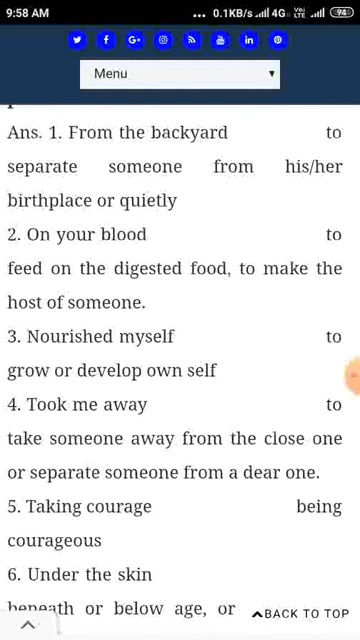 9:58 AM ... 0.1KB/s 4G Vo) LTE 94
Menu
Ans. 1. From the backyard to
separate someone from his/her
birthplace or quietly
2. On your blood to
feed on the digested food, to make the
host of someone.
3. Nourished myself to
grow or develop own self
4. Took me away to
take someone away from the close one
or separate someone from a dear one.
5. Taking courage being
courageous
6. Under the skin
beneath or below age, or
BACK TO TOP